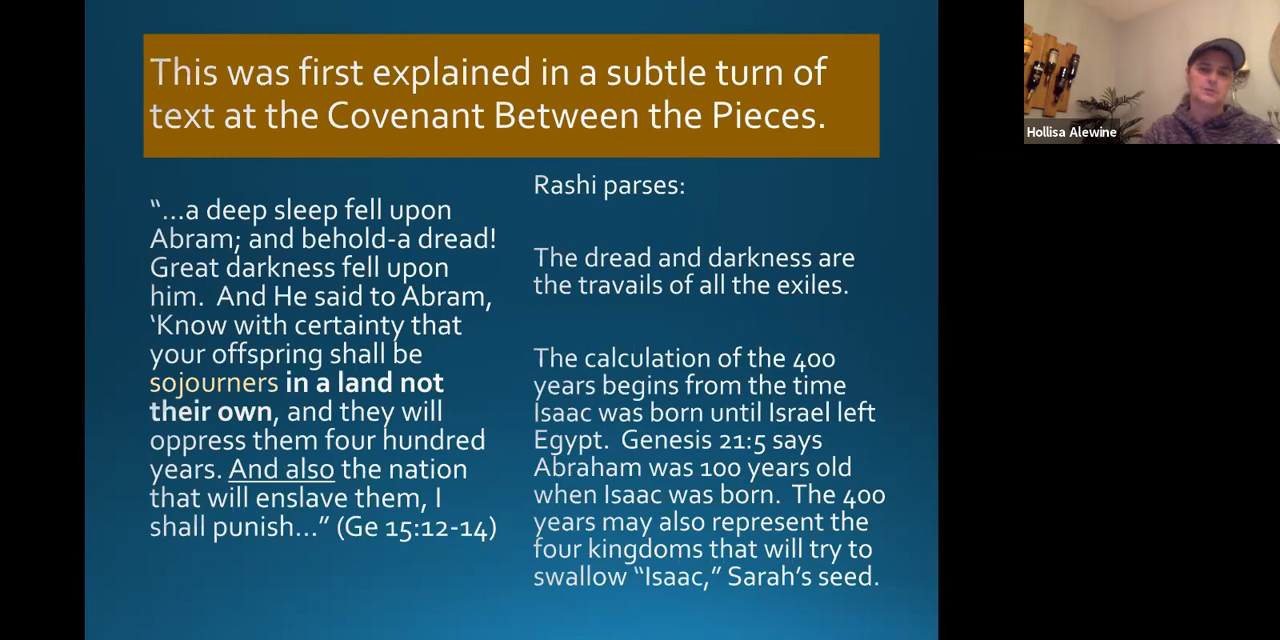 This was first explained in a subtle turn of
text at the Covenant Between the Pieces.
“...a deep sleep fell upon
Abram; and behold-a dread!
Great darkness fell upon
him.  And He said to Abram,
‘Know with certainty that
your offspring shall be
sojourners in a land not
their own, and they will
oppress them four hundred
years. And also the nation
that will enslave them, I
shall punish...” (Ge 15:12-14)
Rashi parses:
The dread and darkness are
the travails of all the exiles.
The calculation of the 400
years begins from the time
Isaac was born until Israel left
Egypt.  Genesis 21:5 says
Abraham was 100 years old
when Isaac was born.  The 400
years may also represent the
four kingdoms that will try to
swallow “Isaac,” Sarah’s seed.
Hollisa Alewine